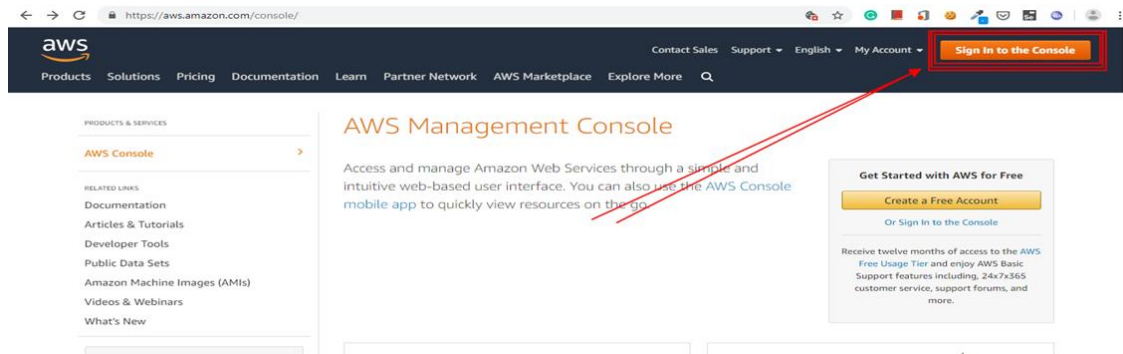 https://aws.amazon.com/console/
aws
Contact Sales Support English My Account Sign In to the Console
Products Solutions Pricing Documentation Learn Partner Network AWS Marketplace Explore More
PRODUCTS & SERVICES
AWS Console
RELATED LINKS
Documentation
Articles & Tutorials
Developer Tools
Public Data Sets
Amazon Machine Images (AMIs)
Videos & Webinars
What's New
AWS Management Console
Access and manage Amazon Web Services through a simple and
intuitive web-based user interface. You can also use the AWS Console
mobile app to quickly view resources on the go.
Get Started with AWS for Free
Create a Free Account
Or Sign In to the Console
Receive twelve months of access to the AWS
Free Usage Tier and enjoy AWS Basic
Support features including, 24x7x365
customer service, support forums, and
more.